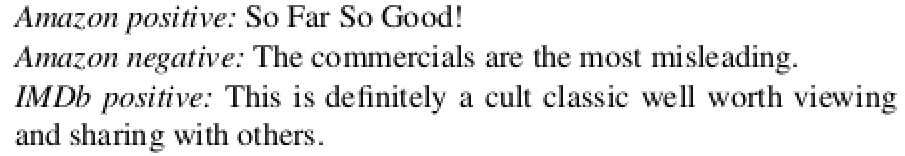 Amazon positive: So Far So Good!
Amazon negative: The commercials are the most misleading.
IMDb positive: This is definitely a cult classic well worth viewing
and sharing with others.